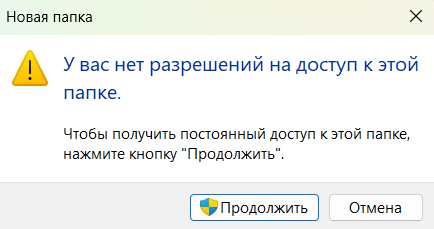 Новая папка
У вас нет разрешений на доступ к этой
папке.
Чтобы получить постоянный доступ к этой папке,
нажмите кнопку "Продолжить".
Продолжить
Отмена